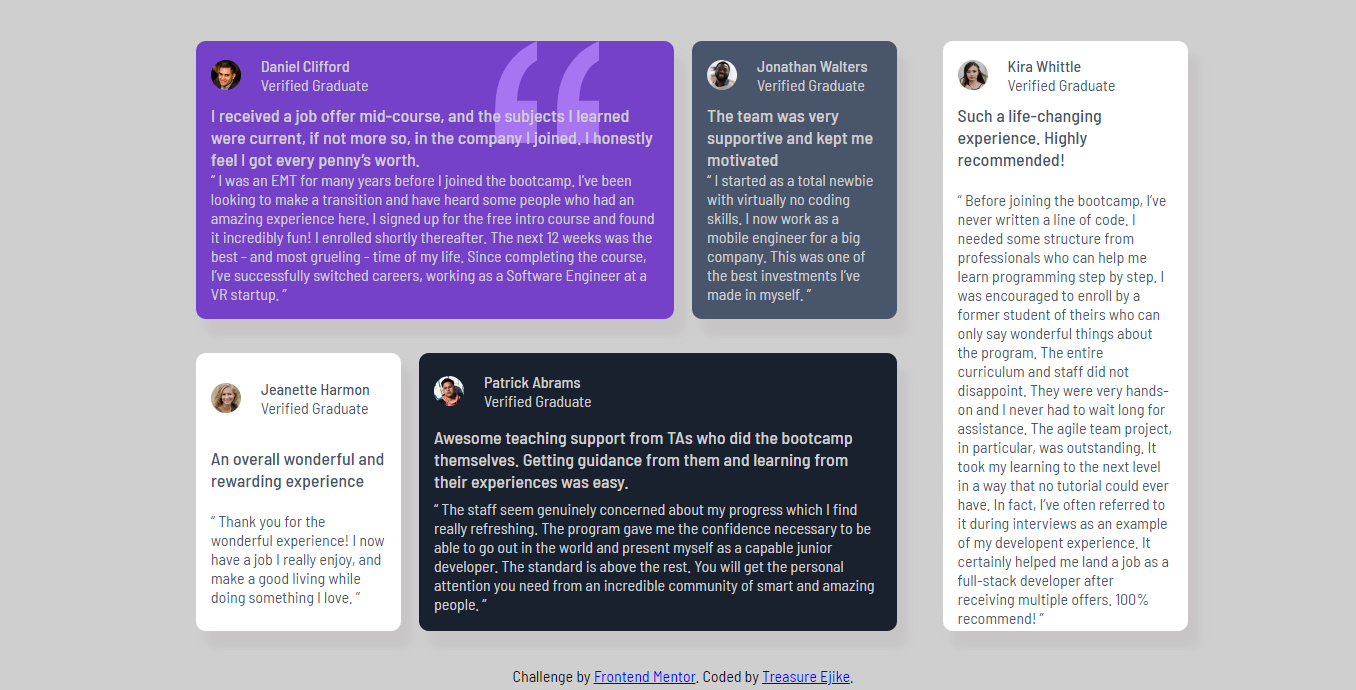 Daniel Clifford
Verified Graduate
I received a job offer mid-course, and the subjects I learned
were current, if not more so, in the company I joined. I honestly
feel I got every penny’s worth.
“ I was an EMT for many years before I joined the bootcamp. I’ve been
looking to make a transition and have heard some people who had an
amazing experience here. I signed up for the free intro course and found
it incredibly fun! I enrolled shortly thereafter. The next 12 weeks was the
best - and most grueling - time of my life. Since completing the course,
I’ve successfully switched careers, working as a Software Engineer at a
VR startup. ”
Jonathan Walters
Verified Graduate
The team was very
supportive and kept me
motivated
“ I started as a total newbie
with virtually no coding
skills. I now work as a
mobile engineer for a big
company. This was one of
the best investments I’ve
made in myself. ”
Kira Whittle
Verified Graduate
Such a life-changing
experience. Highly
recommended!
“ Before joining the bootcamp, I’ve
never written a line of code. I
needed some structure from
professionals who can help me
learn programming step by step. I
was encouraged to enroll by a
former student of theirs who can
only say wonderful things about
the program. The entire
curriculum and staff did not
disappoint. They were very hands-
on and I never had to wait long for
assistance. The agile team project,
in particular, was outstanding. It
took my learning to the next level
in a way that no tutorial could ever
have. In fact, I’ve often referred to
it during interviews as an example
of my developent experience. It
certainly helped me land a job as a
full-stack developer after
receiving multiple offers. 100%
recommend! ”
Jeanette Harmon
Verified Graduate
An overall wonderful and
rewarding experience
“ Thank you for the
wonderful experience! I now
have a job I really enjoy, and
make a good living while
doing something I love. ”
Patrick Abrams
Verified Graduate
Awesome teaching support from TAs who did the bootcamp
themselves. Getting guidance from them and learning from
their experiences was easy.
“ The staff seem genuinely concerned about my progress which I find
really refreshing. The program gave me the confidence necessary to be
able to go out in the world and present myself as a capable junior
developer. The standard is above the rest. You will get the personal
attention you need from an incredible community of smart and amazing
people. ”
Challenge by Frontend Mentor. Coded by Treasure Ejike.